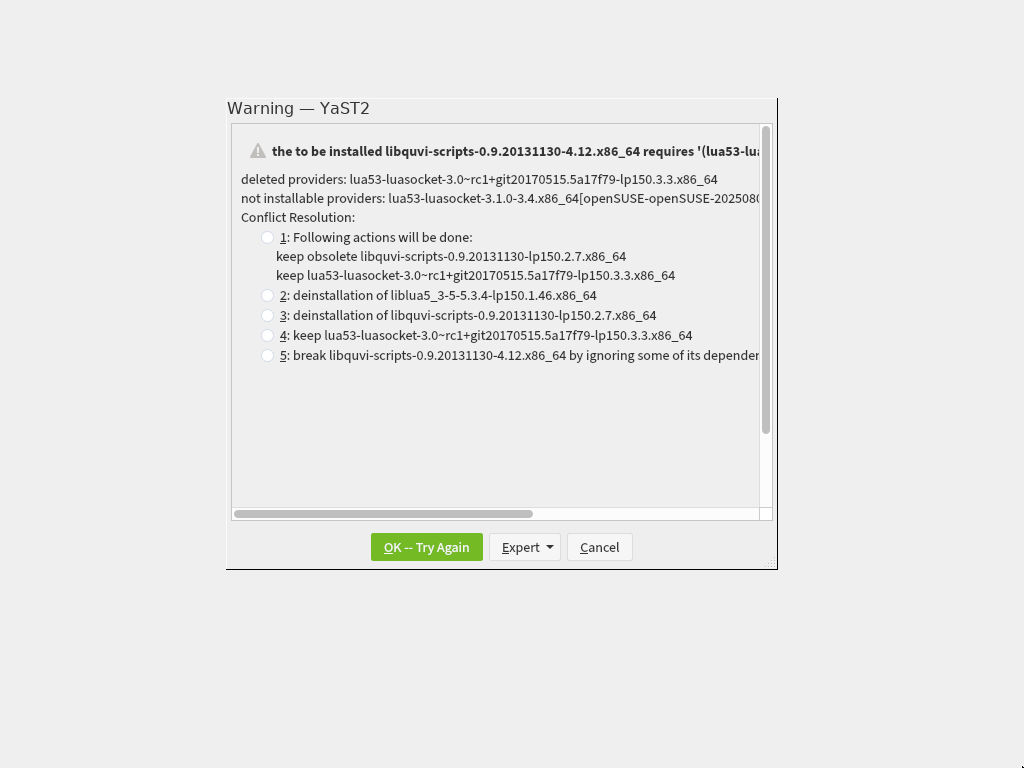 Warning — YaST2
the to be installed libquvi-scripts-0.9.20131130-4.12.x86_64 requires '(lua53-lua
deleted providers: lua53-luasocket-3.0~rc1+git20170515.5a17f79-lp150.3.3.x86_64
not installable providers: lua53-luasocket-3.1.0-3.4.x86_64[openSUSE-openSUSE-2025080
Conflict Resolution:
1: Following actions will be done:
keep obsolete libquvi-scripts-0.9.20131130-lp150.2.7.x86_64
keep lua53-luasocket-3.0~rc1+git20170515.5a17f79-lp150.3.3.x86_64
2: deinstallation of liblua5_3-5-5.3.4-lp150.1.46.x86_64
3: deinstallation of libquvi-scripts-0.9.20131130-lp150.2.7.x86_64
4: keep lua53-luasocket-3.0~rc1+git20170515.5a17f79-lp150.3.3.x86_64
5: break libquvi-scripts-0.9.20131130-4.12.x86_64 by ignoring some of its depender
OK -- Try Again Expert Cancel